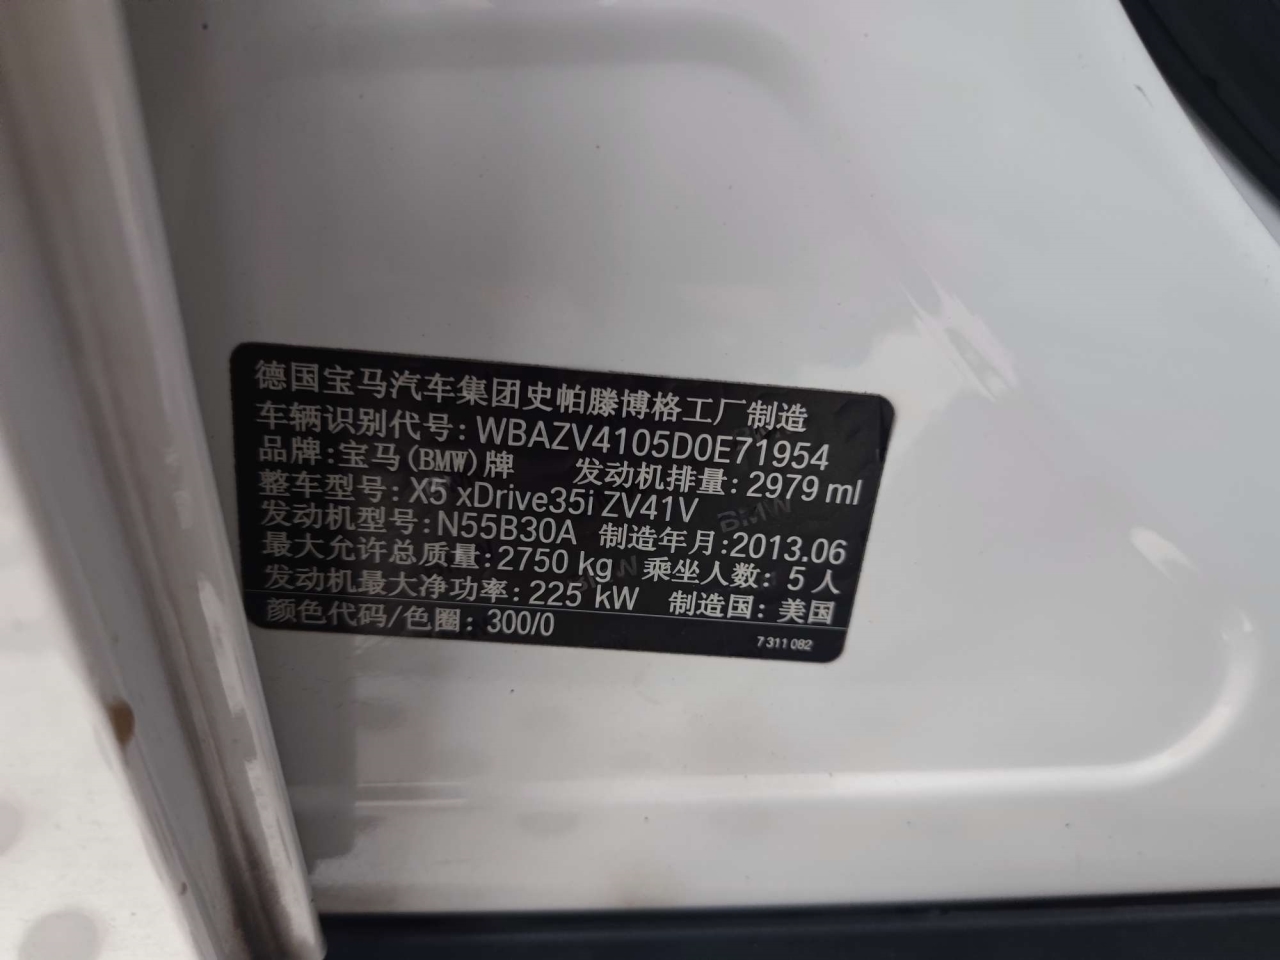 德国宝马汽车集团史帕滕博格工厂制造
车辆识别代号: WBAZV4105D0E71954
品牌: 宝马(BMW)牌 发动机排量: 2979 ml
整车型号: X5 xDrive35i ZV41V
发动机型号: N55B30A 制造年月: 2013.06
最大允许总质量: 2750 kg 乘坐人数: 5 人
发动机最大净功率: 225 kW 制造国: 美国
颜色代码/色圈: 300/0
7 311 082
BMW